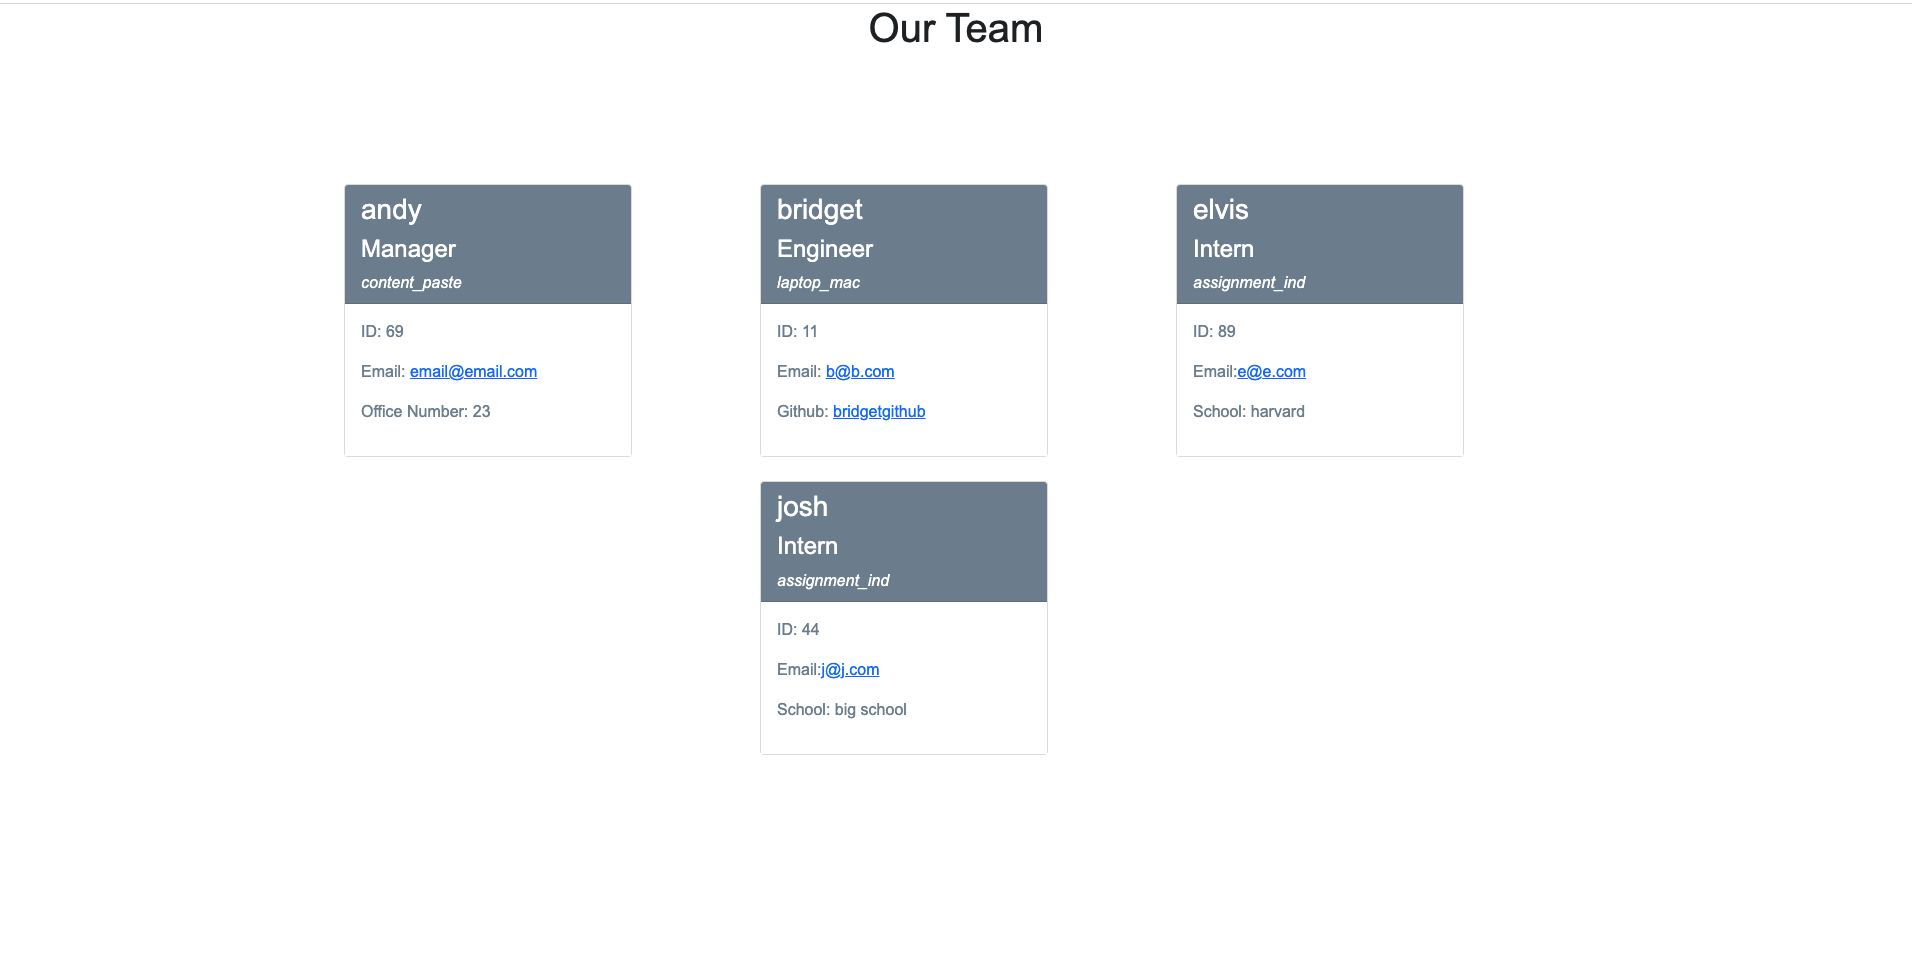 Our Team
andy
Manager
content_paste
ID: 69
Email: email@email.com
Office Number: 23
bridget
Engineer
laptop_mac
ID: 11
Email: b@b.com
Github: bridgetgithub
elvis
Intern
assignment_ind
ID: 89
Email:e@e.com
School: harvard
josh
Intern
assignment_ind
ID: 44
Email:j@j.com
School: big school